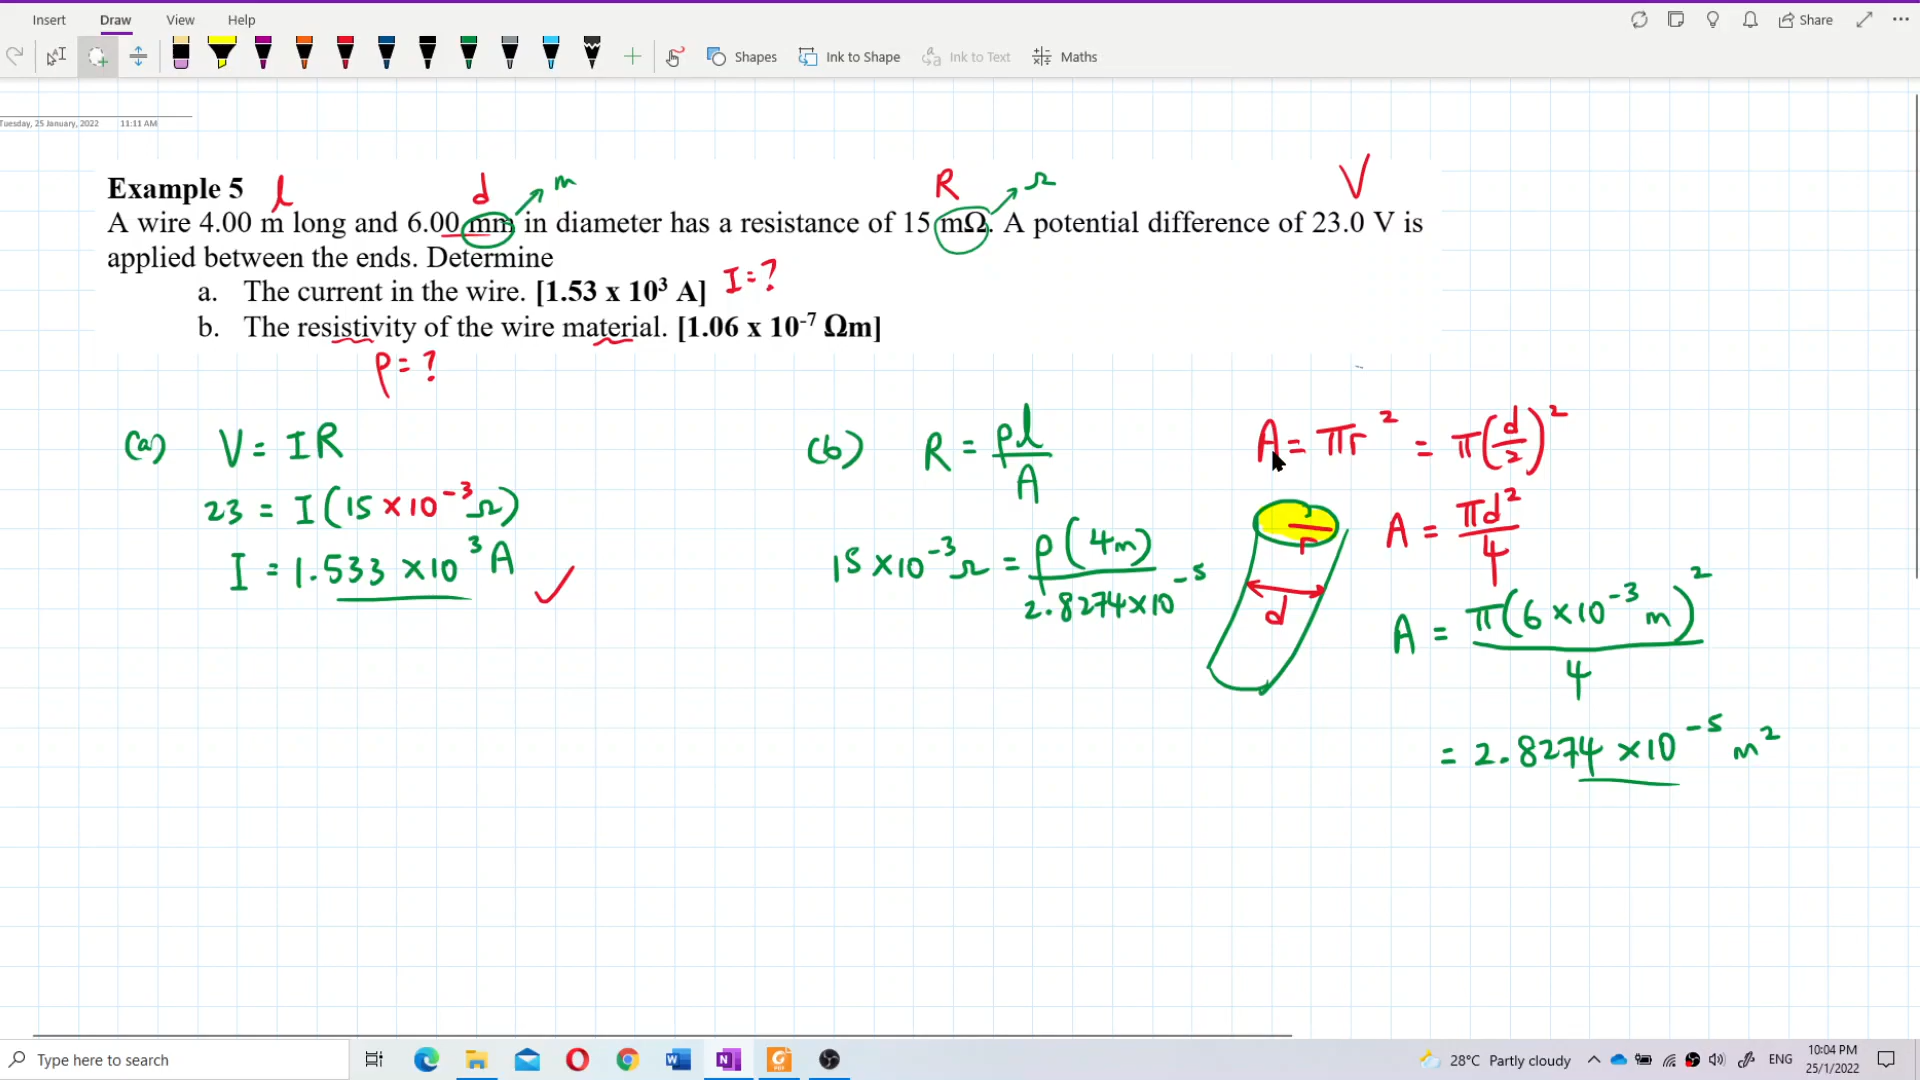 Insert Draw View Help
Share
Shapes Ink to Shape Ink to Text Maths
Tuesday, 25 January, 2022 11:11 AM
l d m R Ω V
Example 5
A wire 4.00 m long and 6.00 mm in diameter has a resistance of 15 mΩ. A potential difference of 23.0 V is
applied between the ends. Determine
a. The current in the wire. [1.53 x 10³ A] I = ?
b. The resistivity of the wire material. [1.06 x 10⁻⁷ Ωm]
ρ = ?
(a) V = IR
23 = I(15 ×10⁻³Ω)
I = 1.533 ×10³ A ✓
(b) R = ρl/A
15 ×10⁻³Ω = ρ(4m)/2.8274×10⁻⁵
A = πr² = π(d/2)²
r
d
A = πd²/4
A = π(6 ×10⁻³ m)²/4
= 2.8274 ×10⁻⁵ m²
Type here to search
28°C Partly cloudy ENG 10:04 PM
25/1/2022